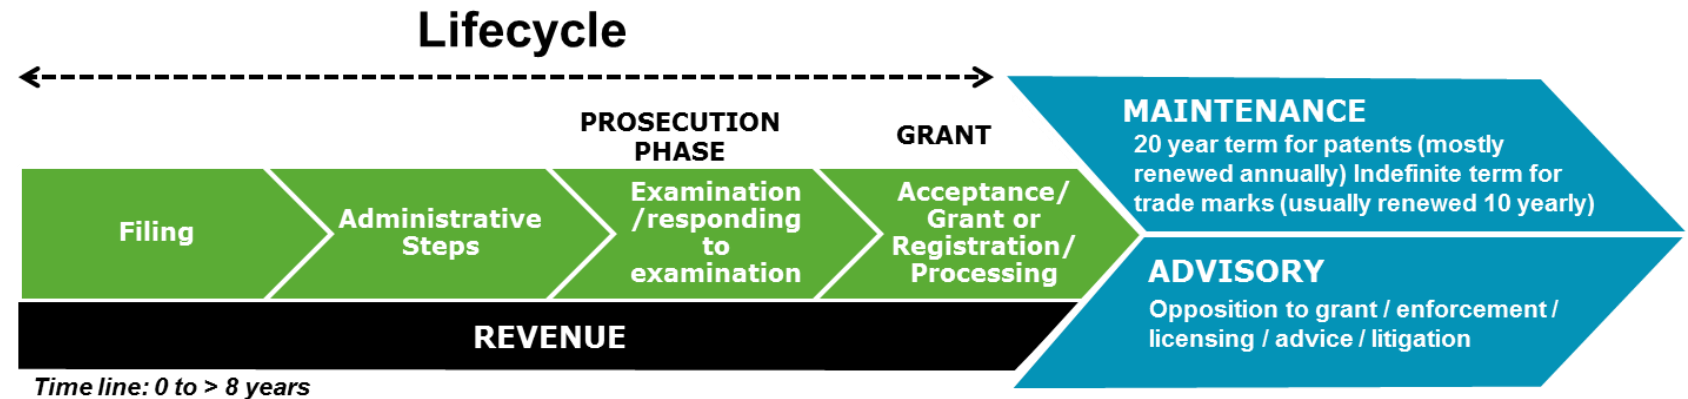 Lifecycle
PROSECUTION
PHASE
GRANT
Filing
Administrative
Steps
Examination
/responding
to
examination
Acceptance/
Grant or
Registration/
Processing
REVENUE
Time line: 0 to > 8 years
MAINTENANCE
20 year term for patents (mostly
renewed annually) Indefinite term for
trade marks (usually renewed 10 yearly)
ADVISORY
Opposition to grant / enforcement /
licensing / advice / litigation